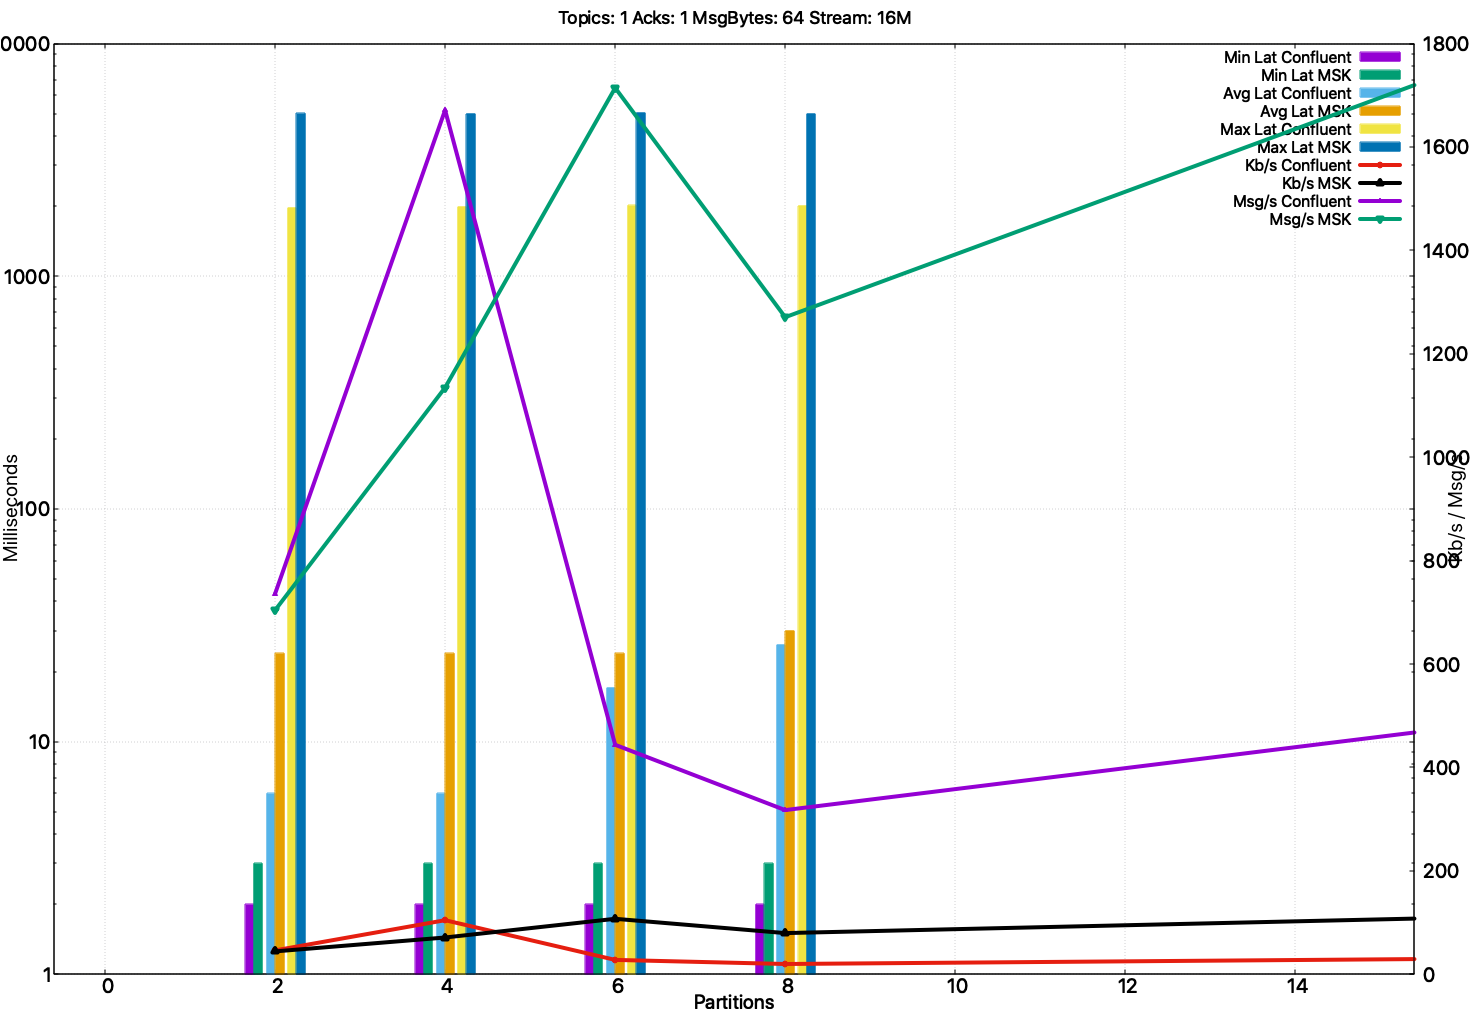 Topics: 1 Acks: 1 MsgBytes: 64 Stream: 16M
0000
1000
100
10
1
Milliseconds
Min Lat Confluent
Min Lat MSK
Avg Lat Confluent
Avg Lat MSK
Max Lat Confluent
Max Lat MSK
Kb/s Confluent
Kb/s MSK
Msg/s Confluent
Msg/s MSK
1800
1600
1400
1200
1000
800
600
400
200
0
Kb/s / Msg/s
0 2 4 6 8 10 12 14
Partitions